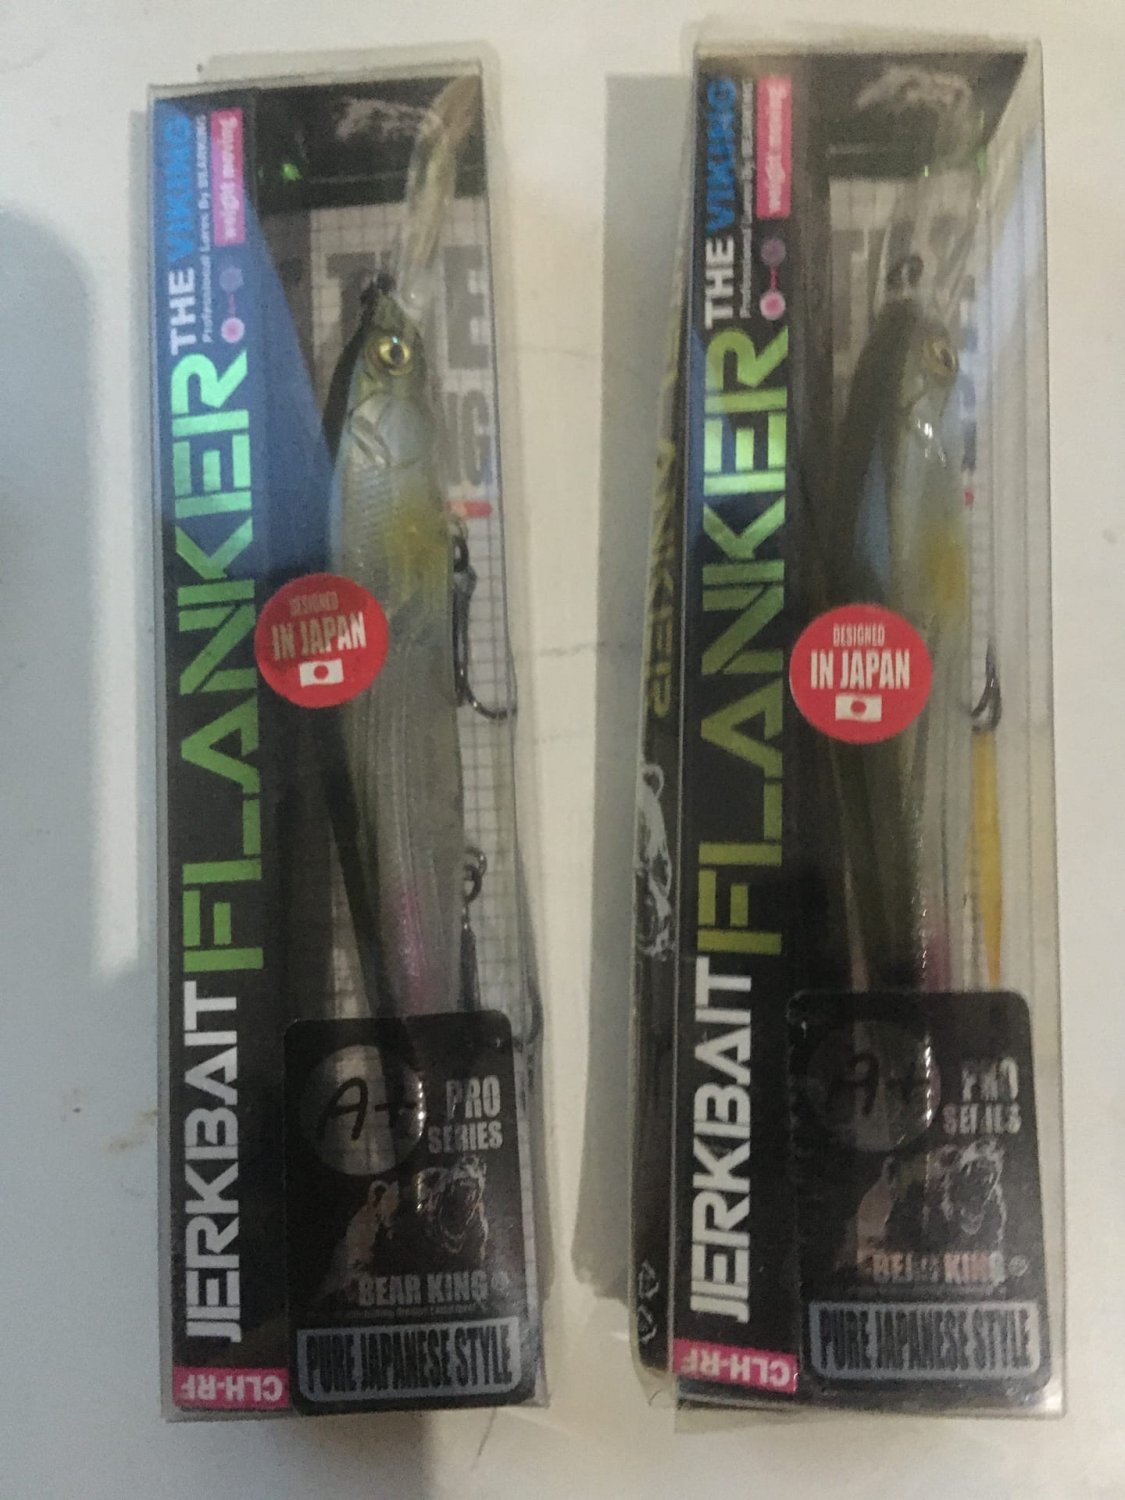 JERKBAIT FLANKER THE VIKING
Professional Lures By BEARKING
weight moving
DESIGNED
IN JAPAN
A+
PRO
SERIES
BEAR KING
PURE JAPANESE STYLE
CLH-RF
JERKBAIT FLANKER THE VIKING
Professional Lures By BEARKING
weight moving
DESIGNED
IN JAPAN
A+
PRO
SERIES
BEAR KING
PURE JAPANESE STYLE
CLH-RF